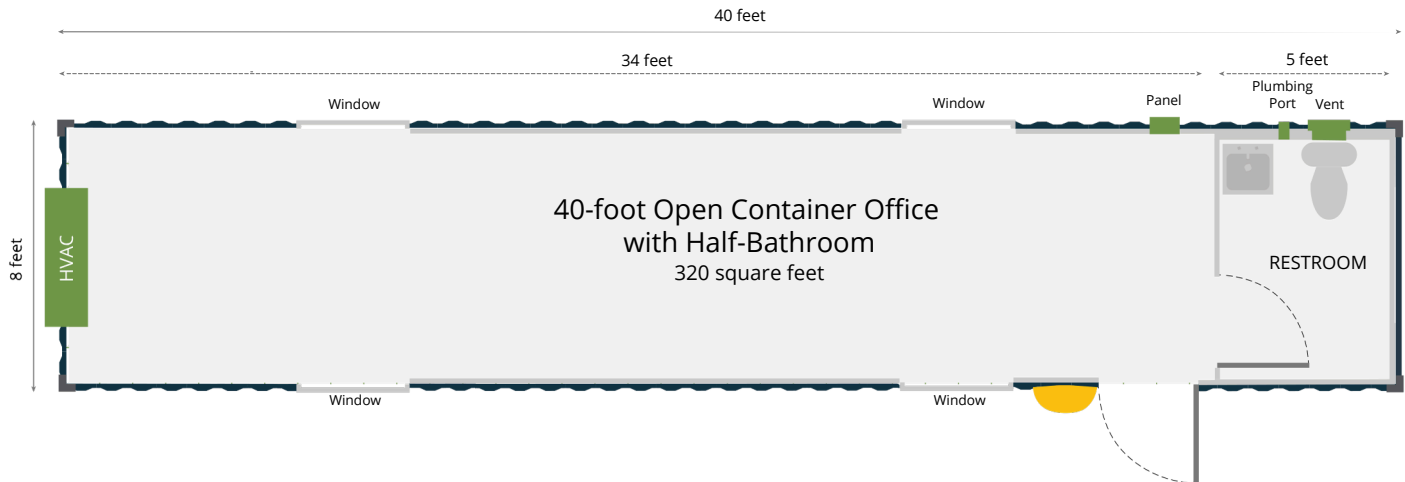 40 feet
34 feet
5 feet
Window
Window
Panel
Plumbing
Port
Vent
8 feet
HVAC
40-foot Open Container Office
with Half-Bathroom
320 square feet
RESTROOM
Window
Window